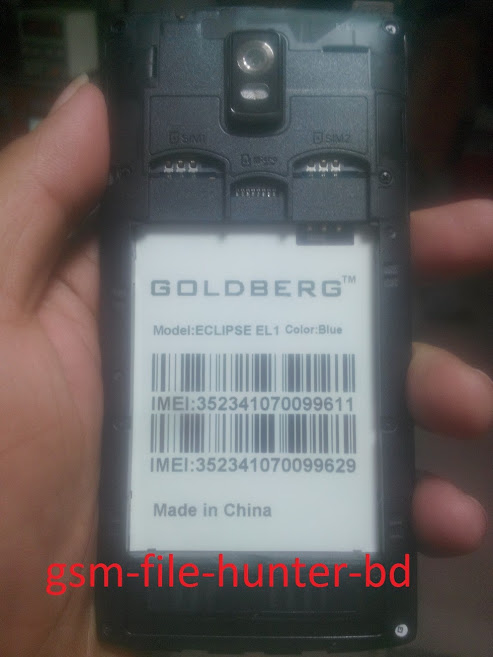 SIM1
SIM2
GOLDBERG™
Model:ECLIPSE EL1 Color:Blue
IMEI:352341070099611
IMEI:352341070099629
Made in China
gsm-file-hunter-bd